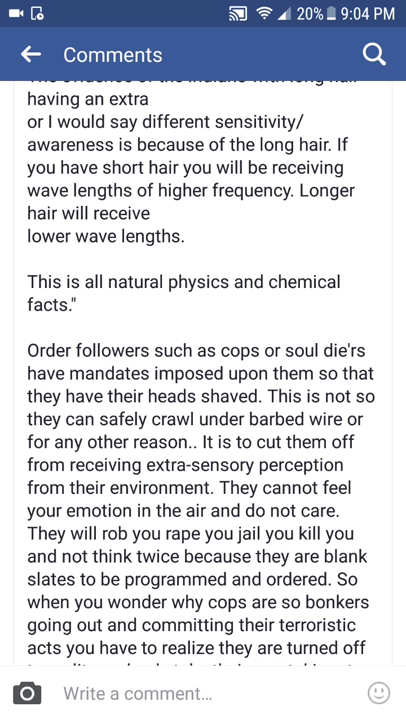 20% 9:04 PM
Comments
having an extra
or I would say different sensitivity/
awareness is because of the long hair. If
you have short hair you will be receiving
wave lengths of higher frequency. Longer
hair will receive
lower wave lengths.
This is all natural physics and chemical
facts."
Order followers such as cops or soul die'rs
have mandates imposed upon them so that
they have their heads shaved. This is not so
they can safely crawl under barbed wire or
for any other reason.. It is to cut them off
from receiving extra-sensory perception
from their environment. They cannot feel
your emotion in the air and do not care.
They will rob you rape you jail you kill you
and not think twice because they are blank
slates to be programmed and ordered. So
when you wonder why cops are so bonkers
going out and committing their terroristic
acts you have to realize they are turned off
Write a comment...